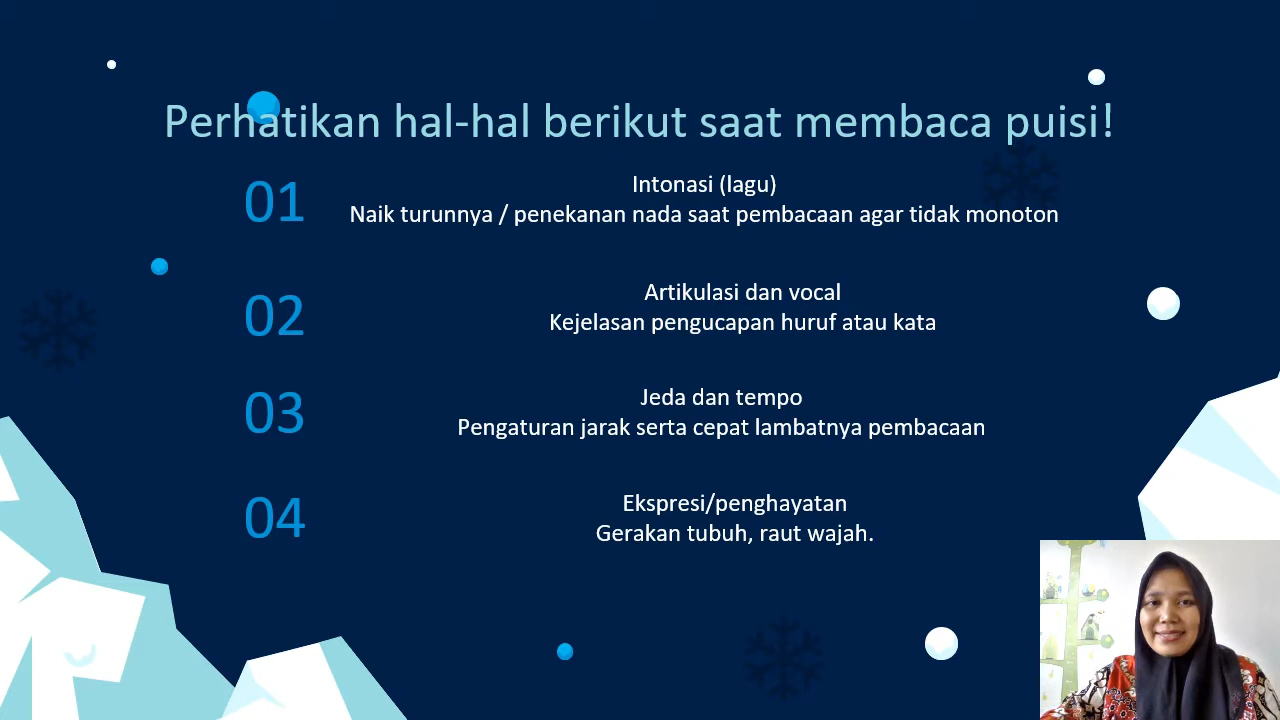 Perhatikan hal-hal berikut saat membaca puisi!
01
Intonasi (lagu)
Naik turunnya / penekanan nada saat pembacaan agar tidak monoton
02
Artikulasi dan vocal
Kejelasan pengucapan huruf atau kata
03
Jeda dan tempo
Pengaturan jarak serta cepat lambatnya pembacaan
04
Ekspresi/penghayatan
Gerakan tubuh, raut wajah.